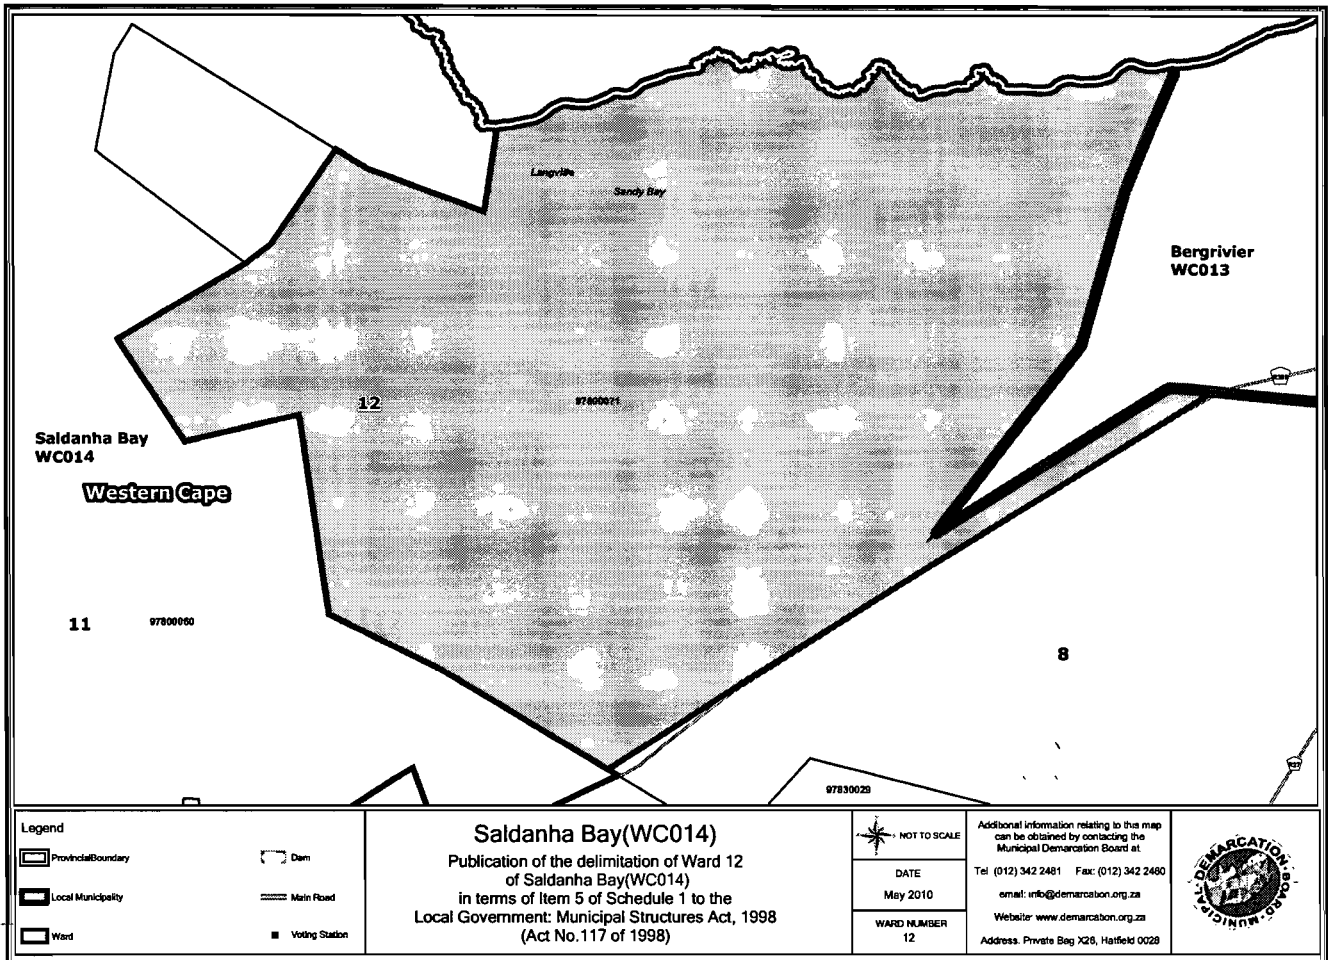 Langville
Sandy Bay
Bergrivier
WC013
12
97800071
Saldanha Bay
WC014
Western Cape
11
97800060
8
R27
97830029
Legend
ProvincialBoundary
Dam
Local Municipality
Main Road
Ward
Voting Station
Saldanha Bay(WC014)
Publication of the delimitation of Ward 12
of Saldanha Bay(WC014)
in terms of Item 5 of Schedule 1 to the
Local Government: Municipal Structures Act, 1998
(Act No.117 of 1998)
NOT TO SCALE
DATE
May 2010
WARD NUMBER
12
Additional information relating to this map
can be obtained by contacting the
Municipal Demarcation Board at
Tel (012) 342 2481 Fax: (012) 342 2480
email: info@demarcation.org.za
Website www.demarcation.org.za
Address. Private Bag X28, Hatfield 0028
MUNICIPAL DEMARCATION BOARD